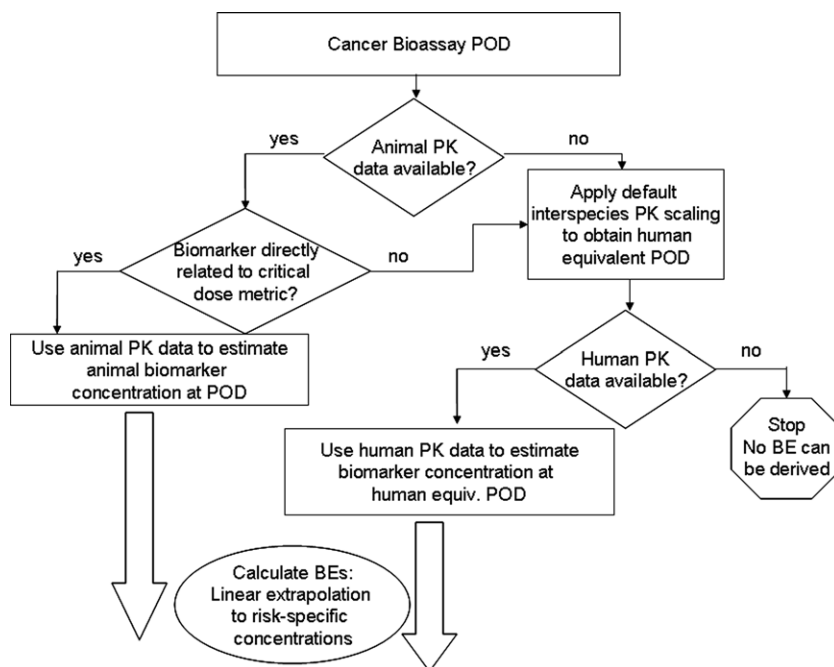 Cancer Bioassay POD
yes
Animal PK
data available?
no
Apply default
interspecies PK scaling
to obtain human
equivalent POD
yes
Biomarker directly
related to critical
dose metric?
no
Use animal PK data to estimate
animal biomarker
concentration at POD
yes
Human PK
data available?
no
Use human PK data to estimate
biomarker concentration at
human equiv. POD
Stop
No BE can
be derived
Calculate BEs:
Linear extrapolation
to risk-specific
concentrations